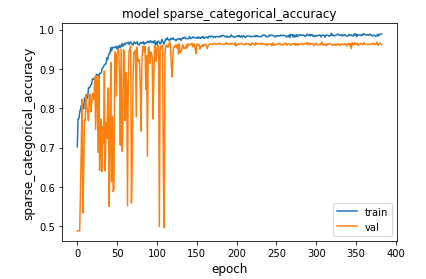 model sparse_categorical_accuracy
1.0
0.9
0.8
0.7
0.6
0.5
sparse_categorical_accuracy
0 50 100 150 200 250 300 350 400
epoch
train
val